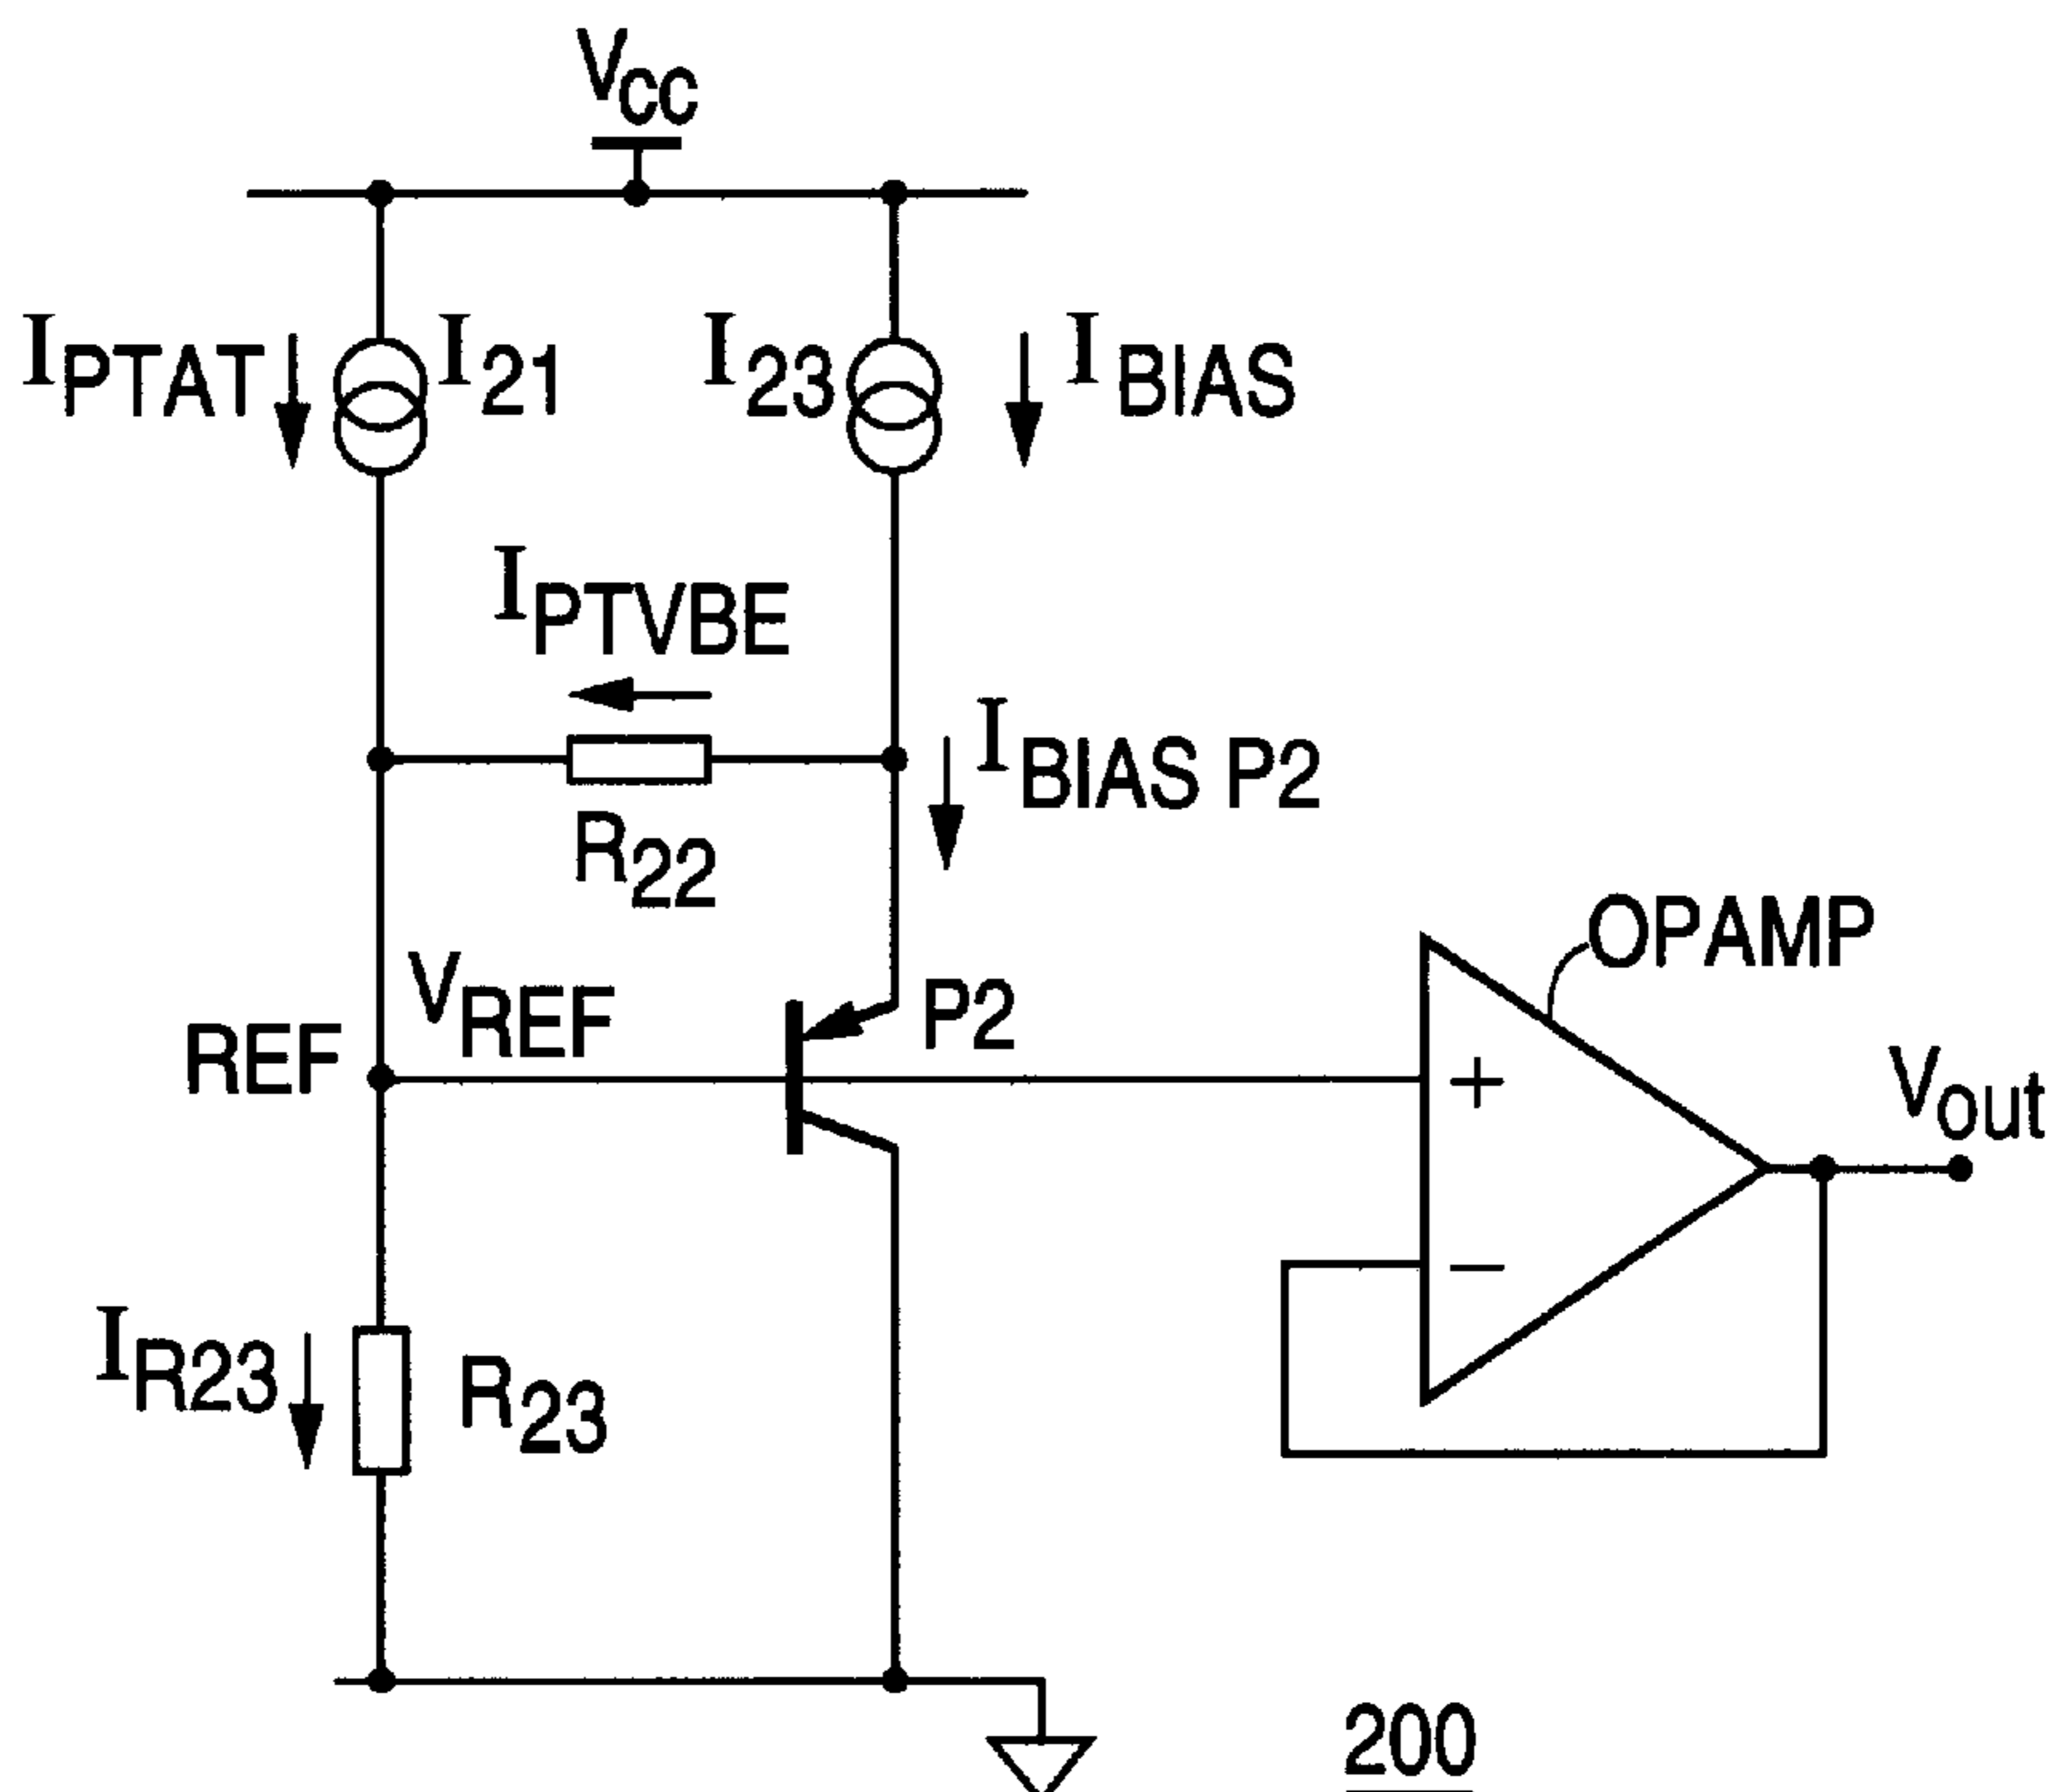 VCC
IPTAT
I21
I23
IBIAS
IPTVBE
IBIAS P2
R22
OPAMP
VREF
P2
REF
+
Vout
−
IR23
R23
200